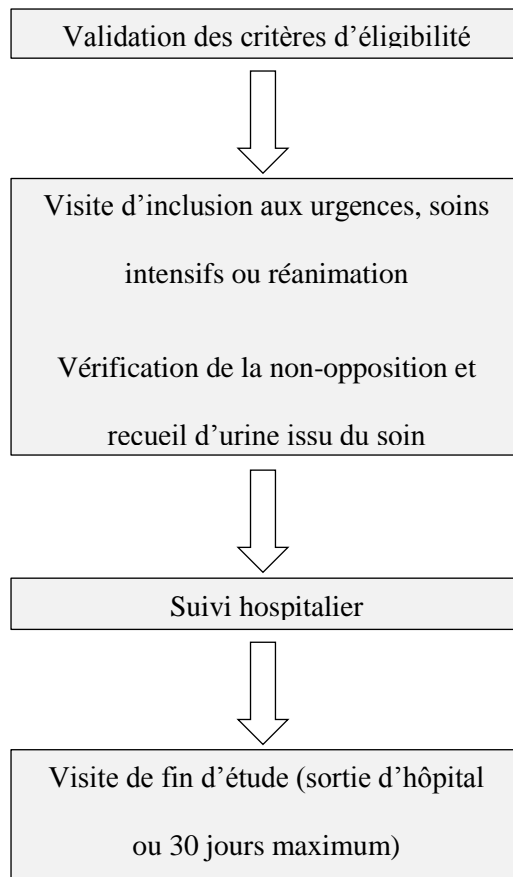 Validation des critères d’éligibilité
Visite d’inclusion aux urgences, soins
intensifs ou réanimation
Vérification de la non-opposition et
recueil d’urine issu du soin
Suivi hospitalier
Visite de fin d’étude (sortie d’hôpital
ou 30 jours maximum)